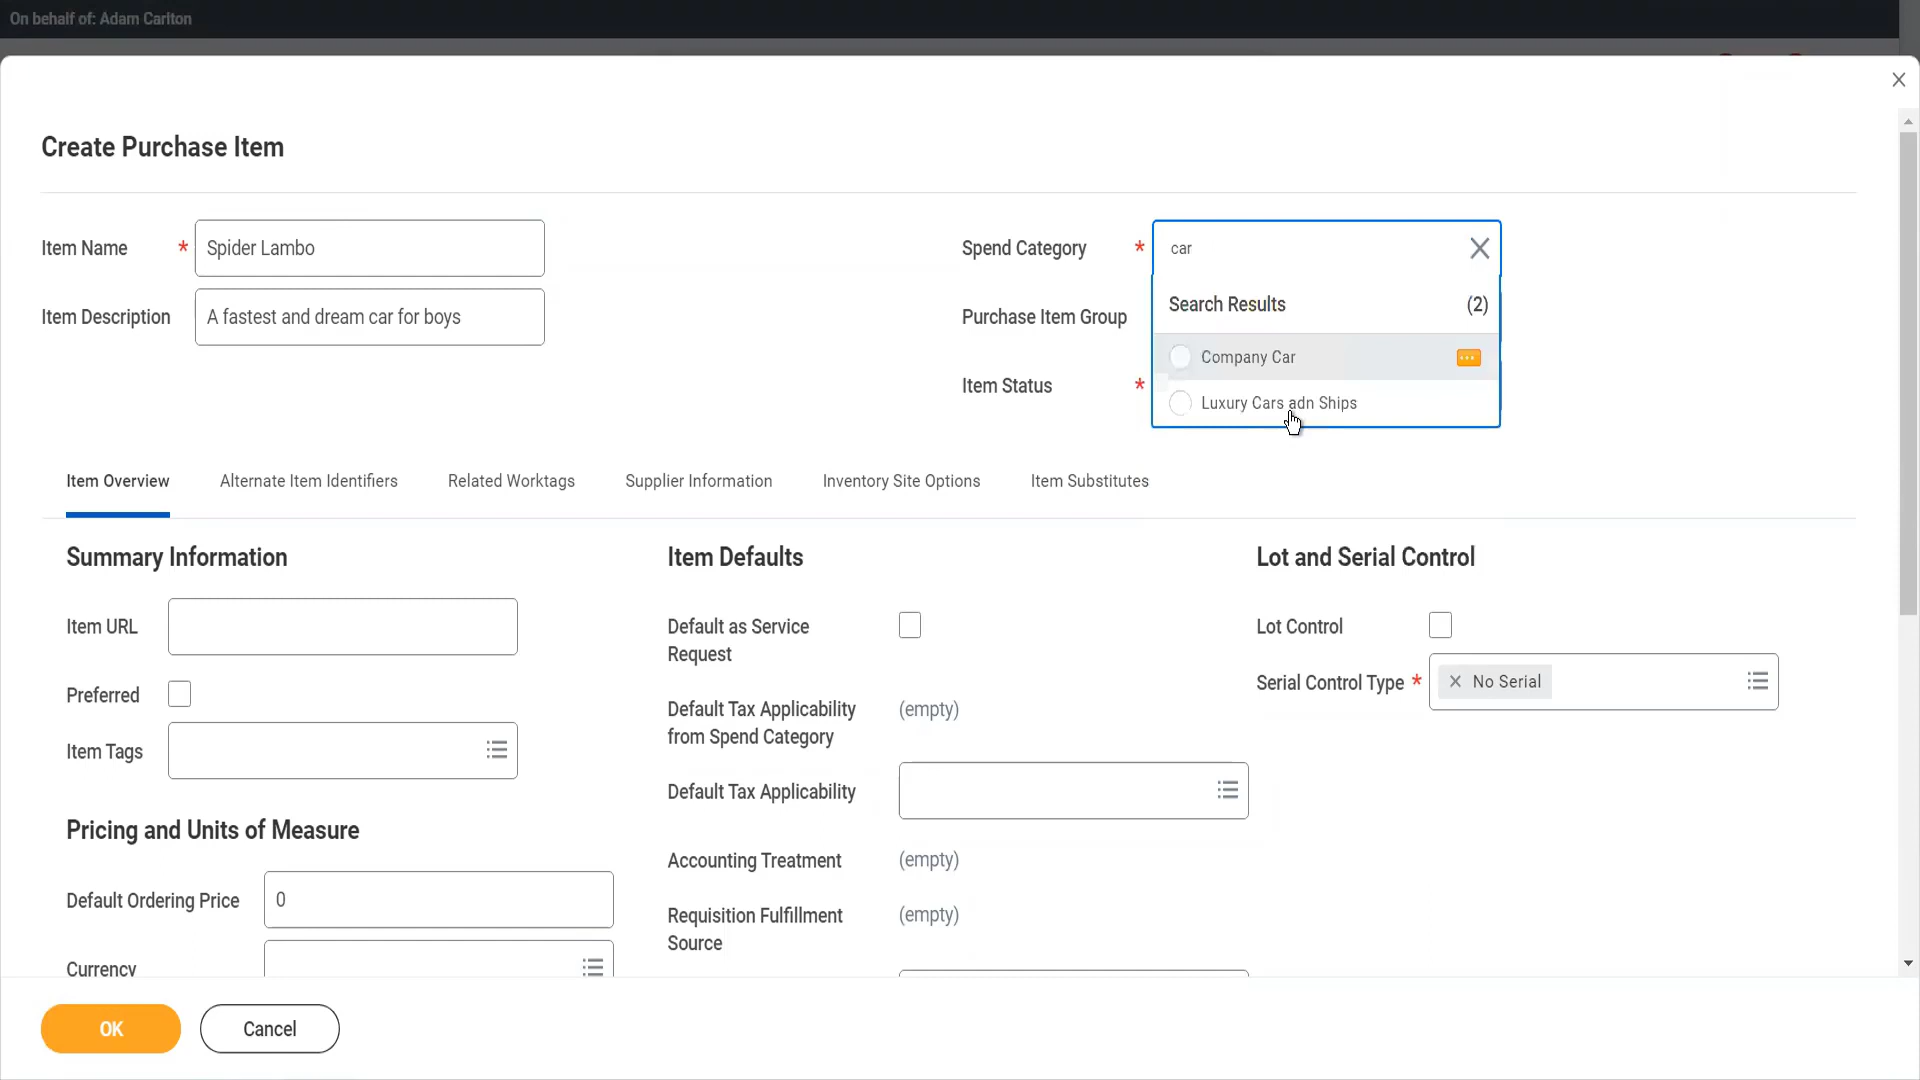 On behalf of: Adam Carlton
Create Purchase Item
Item Name * Spider Lambo
Item Description A fastest and dream car for boys
Spend Category * car
Search Results (2)
Company Car
Luxury Cars adn Ships
Purchase Item Group
Item Status *
Item Overview Alternate Item Identifiers Related Worktags Supplier Information Inventory Site Options Item Substitutes
Summary Information
Item URL
Preferred
Item Tags
Pricing and Units of Measure
Default Ordering Price 0
Currency
Item Defaults
Default as Service
Request
Default Tax Applicability (empty)
from Spend Category
Default Tax Applicability
Accounting Treatment (empty)
Requisition Fulfillment (empty)
Source
Lot and Serial Control
Lot Control
Serial Control Type * No Serial
OK Cancel